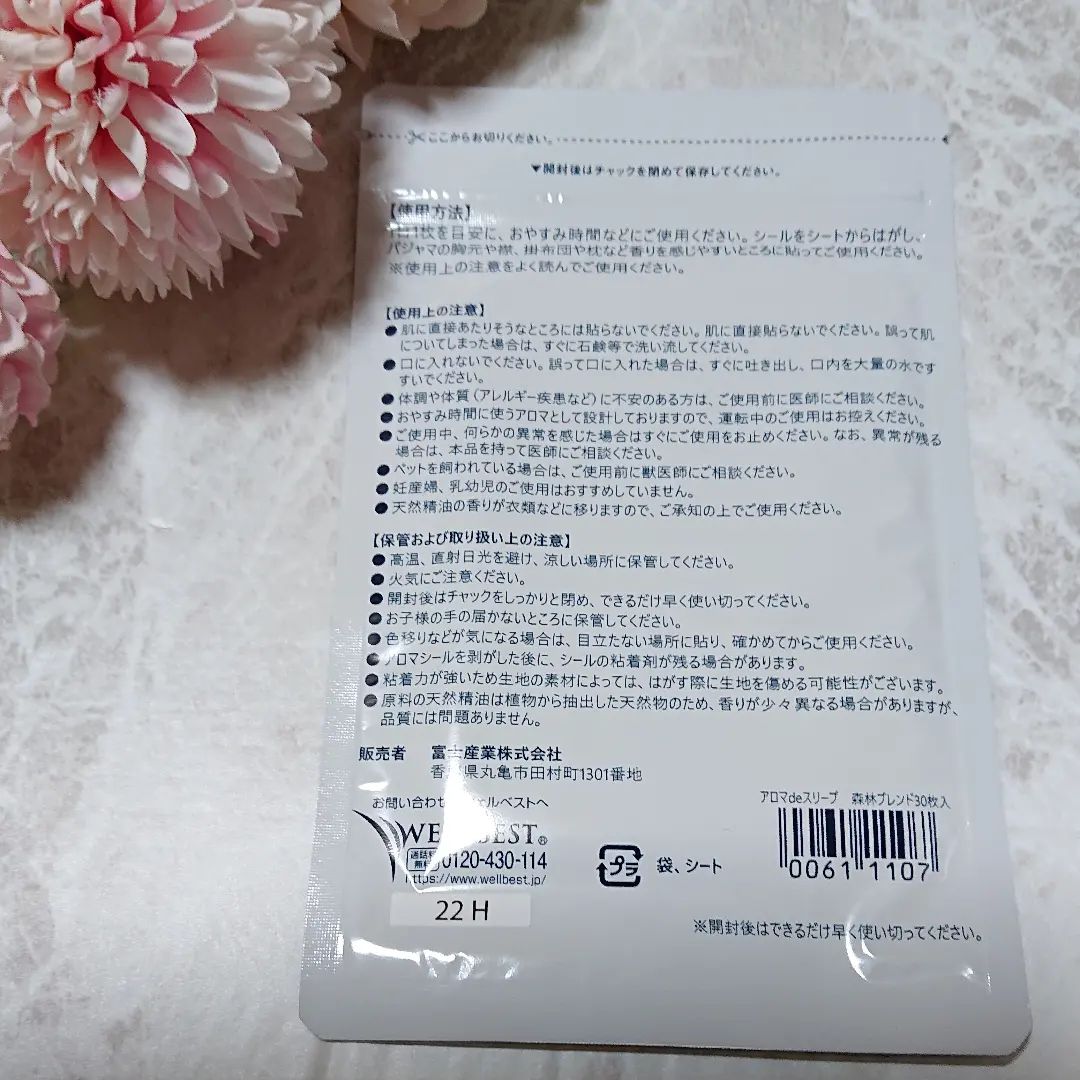 ここからお切りください。
▼開封後はチャックを閉めて保存してください。
【使用方法】
1日1枚を目安に、おやすみ時間などにご使用ください。シールをシートからはがし、
パジャマの胸元や襟、掛布団や枕など香りを感じやすいところに貼ってご使用ください。
※使用上の注意をよく読んでご使用ください。
【使用上の注意】
●肌に直接あたりそうなところには貼らないでください。肌に直接貼らないでください。誤って肌
についてしまった場合は、すぐに石鹸等で洗い流してください。
●口に入れないでください。誤って口に入れた場合は、すぐに吐き出し、口内を大量の水です
すいでください。
●体調や体質(アレルギー疾患など)に不安のある方は、ご使用前に医師にご相談ください。
●おやすみ時間に使うアロマとして設計しておりますので、運転中のご使用はお控えください。
●ご使用中、何らかの異常を感じた場合はすぐにご使用をお止めください。なお、異常が残る
場合は、本品を持って医師にご相談ください。
●ペットを飼われている場合は、ご使用前に獣医師にご相談ください。
●妊産婦、乳幼児のご使用はおすすめしていません。
●天然精油の香りが衣類などに移りますので、ご承知の上でご使用ください。
【保管および取り扱い上の注意】
●高温、直射日光を避け、涼しい場所に保管してください。
●火気にご注意ください。
●開封後はチャックをしっかりと閉め、できるだけ早く使い切ってください。
●お子様の手の届かないところに保管してください。
●色移りなどが気になる場合は、目立たない場所に貼り、確かめてからご使用ください。
●アロマシールを剥がした後に、シールの粘着剤が残る場合があります。
●粘着力が強いため生地の素材によっては、はがす際に生地を傷める可能性がございます。
●原料の天然精油は植物から抽出した天然物のため、香りが少々異なる場合がありますが、
品質には問題ありません。
販売者 富士産業株式会社
香川県丸亀市田村町1301番地
お問い合わせ ウェルベストへ
WELLBEST®
通話料無料 0120-430-114
https://www.wellbest.jp/
22 H
プラ 袋、シート
アロマdeスリープ 森林ブレンド30枚入
0061 1107
※開封後はできるだけ早く使い切ってください。